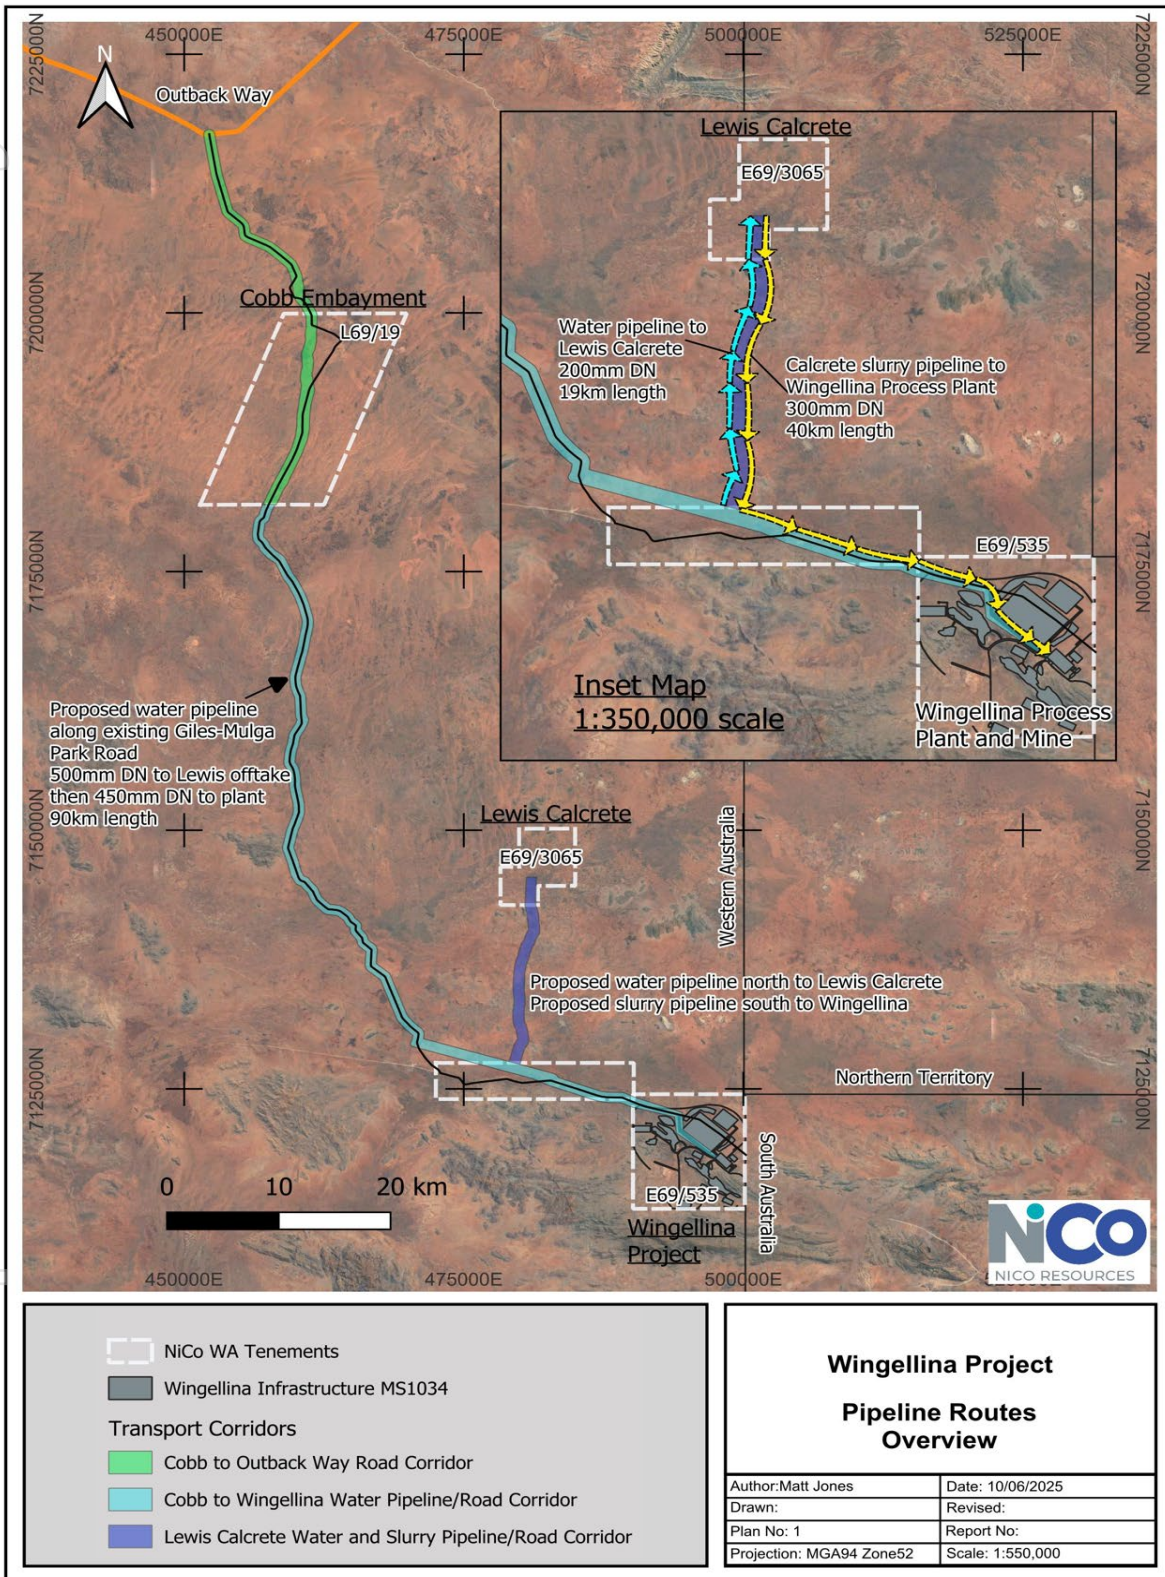 450000E
475000E
500000E
525000E
7225000N
7225000N
N
Outback Way
Lewis Calcrete
E69/3065
7200000N
7200000N
Cobb Embayment
L69/19
Water pipeline to
Lewis Calcrete
200mm DN
19km length
Calcrete slurry pipeline to
Wingellina Process Plant
300mm DN
40km length
7175000N
7175000N
E69/535
Inset Map
1:350,000 scale
Wingellina Process
Plant and Mine
Proposed water pipeline
along existing Giles-Mulga
Park Road
500mm DN to Lewis offtake
then 450mm DN to plant
90km length
7150000N
7150000N
Lewis Calcrete
E69/3065
Western Australia
Proposed water pipeline north to Lewis Calcrete
Proposed slurry pipeline south to Wingellina
7125000N
7125000N
Northern Territory
South Australia
E69/535
Wingellina
Project
0 10 20 km
450000E
475000E
500000E
NiCO
NICO RESOURCES
NiCo WA Tenements
Wingellina Infrastructure MS1034
Transport Corridors
Cobb to Outback Way Road Corridor
Cobb to Wingellina Water Pipeline/Road Corridor
Lewis Calcrete Water and Slurry Pipeline/Road Corridor
Wingellina Project
Pipeline Routes
Overview
Author:Matt Jones
Date: 10/06/2025
Drawn:
Revised:
Plan No: 1
Report No:
Projection: MGA94 Zone52
Scale: 1:550,000